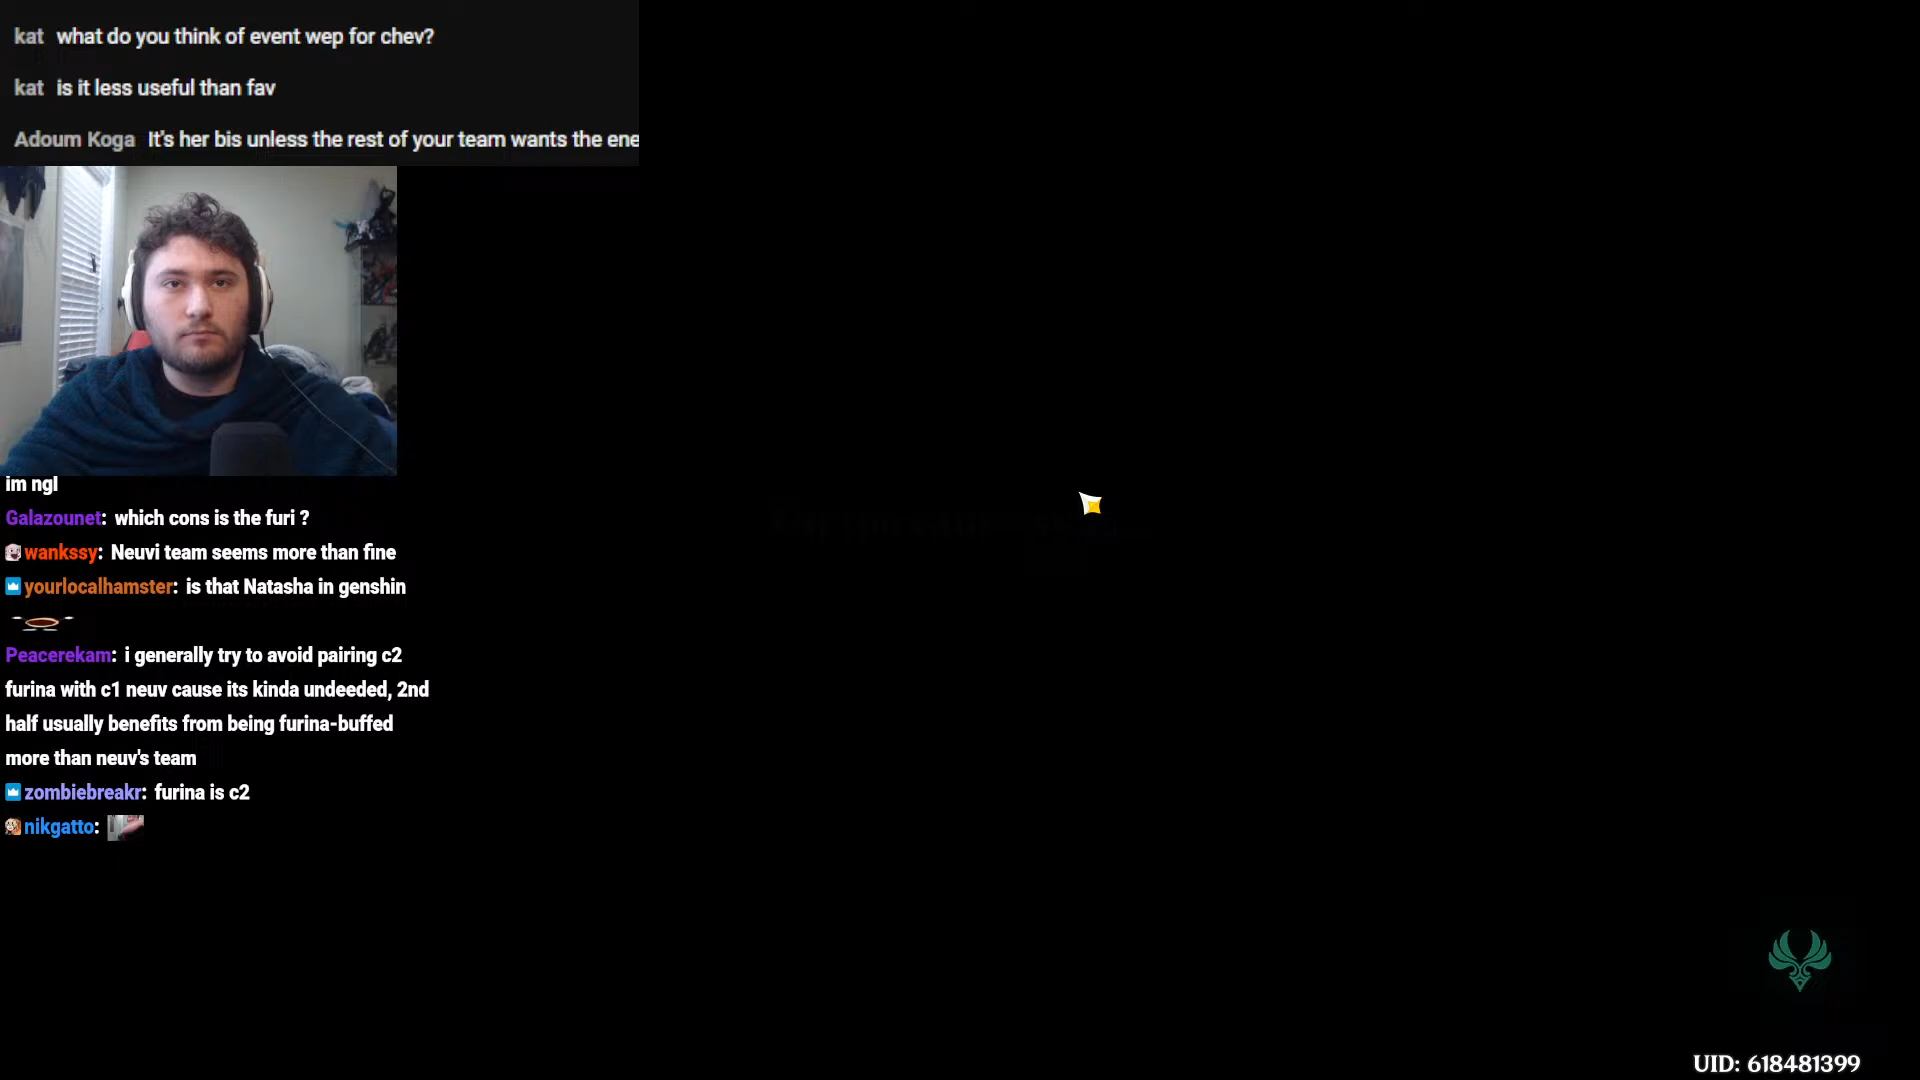 kat what do you think of event wep for chev?
kat is it less useful than fav
Adoum Koga It's her bis unless the rest of your team wants the ene
im ngl
Galazounet: which cons is the furi ?
wankssy: Neuvi team seems more than fine
yourlocalhamster: is that Natasha in genshin
Peacerekam: i generally try to avoid pairing c2
furina with c1 neuv cause its kinda undeeded, 2nd
half usually benefits from being furina-buffed
more than neuv's team
zombiebreakr: furina is c2
nikgatto:
UID: 618481399